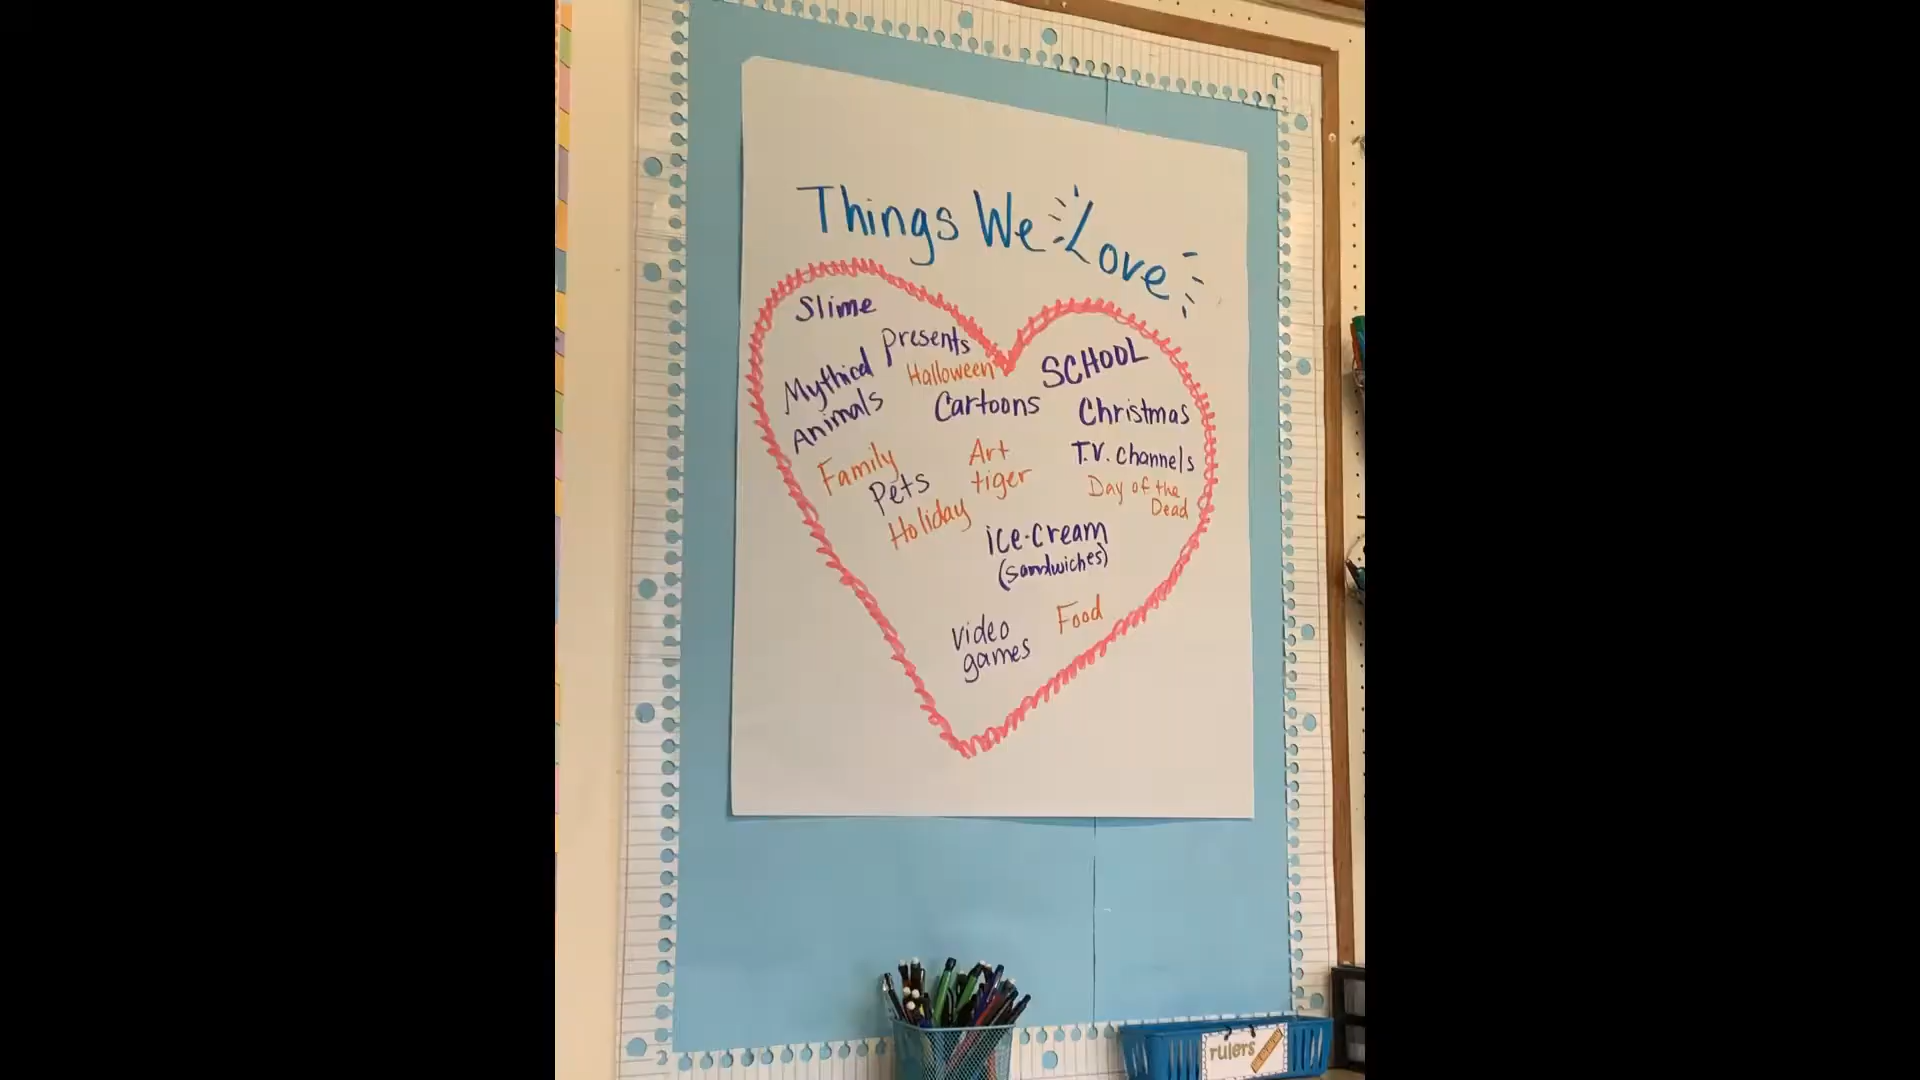 Things We Love
Slime
presents
Mythical
Animals
Halloween
Cartoons
SCHOOL
Christmas
T.V. channels
Day of the
Dead
Family
Pets
Holiday
Art
tiger
ice-cream
(sandwiches)
video
games
Food
rulers